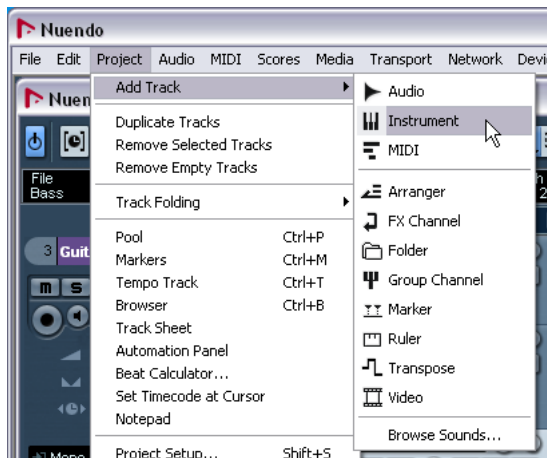 Nuendo
File Edit Project Audio MIDI Scores Media Transport Network Devi
Nuen
Add Track
Duplicate Tracks
Remove Selected Tracks
Remove Empty Tracks
Track Folding
Pool Ctrl+P
Markers Ctrl+M
Tempo Track Ctrl+T
Browser Ctrl+B
Track Sheet
Automation Panel
Beat Calculator...
Set Timecode at Cursor
Notepad
Project Setup... Shift+S
Audio
Instrument
MIDI
Arranger
FX Channel
Folder
Group Channel
Marker
Ruler
Transpose
Video
Browse Sounds...
File
Bass
3 Guit
m S
Mono
h
2